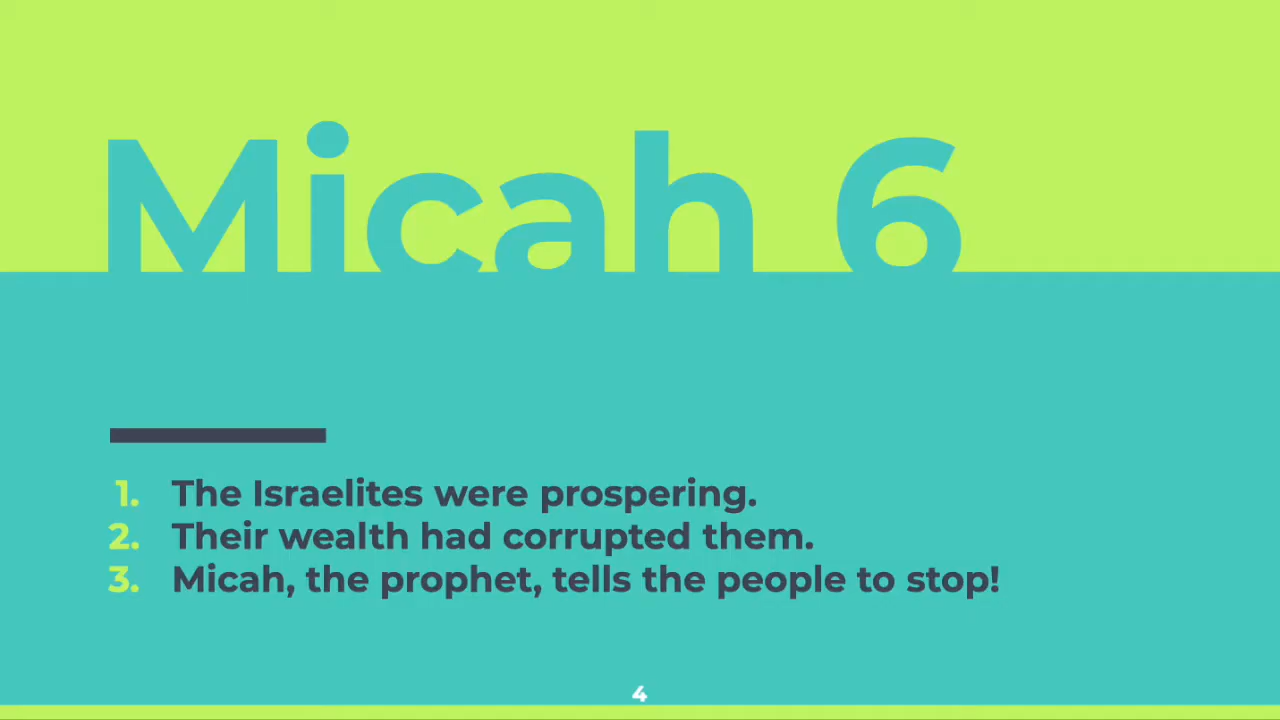 Micah 6
1. The Israelites were prospering.
2. Their wealth had corrupted them.
3. Micah, the prophet, tells the people to stop!
4